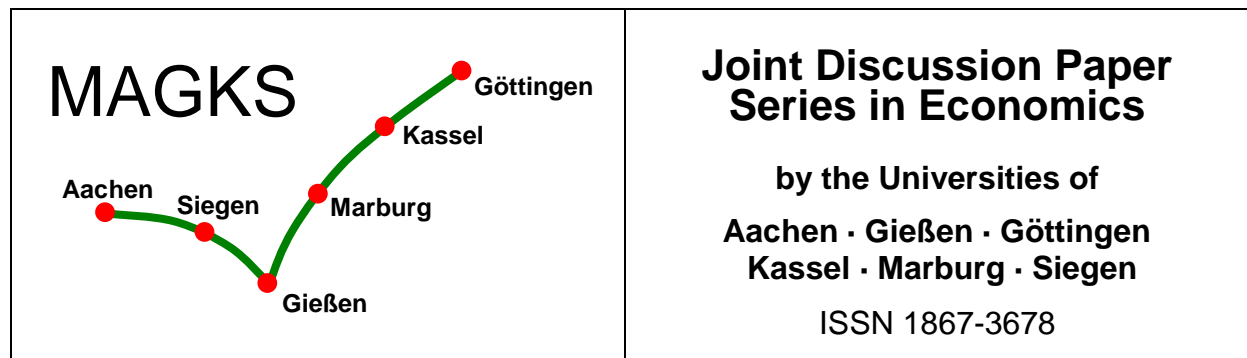 MAGKS
Göttingen
Kassel
Aachen
Siegen
Marburg
Gießen
Joint Discussion Paper
Series in Economics
by the Universities of
Aachen · Gießen · Göttingen
Kassel · Marburg · Siegen
ISSN 1867-3678